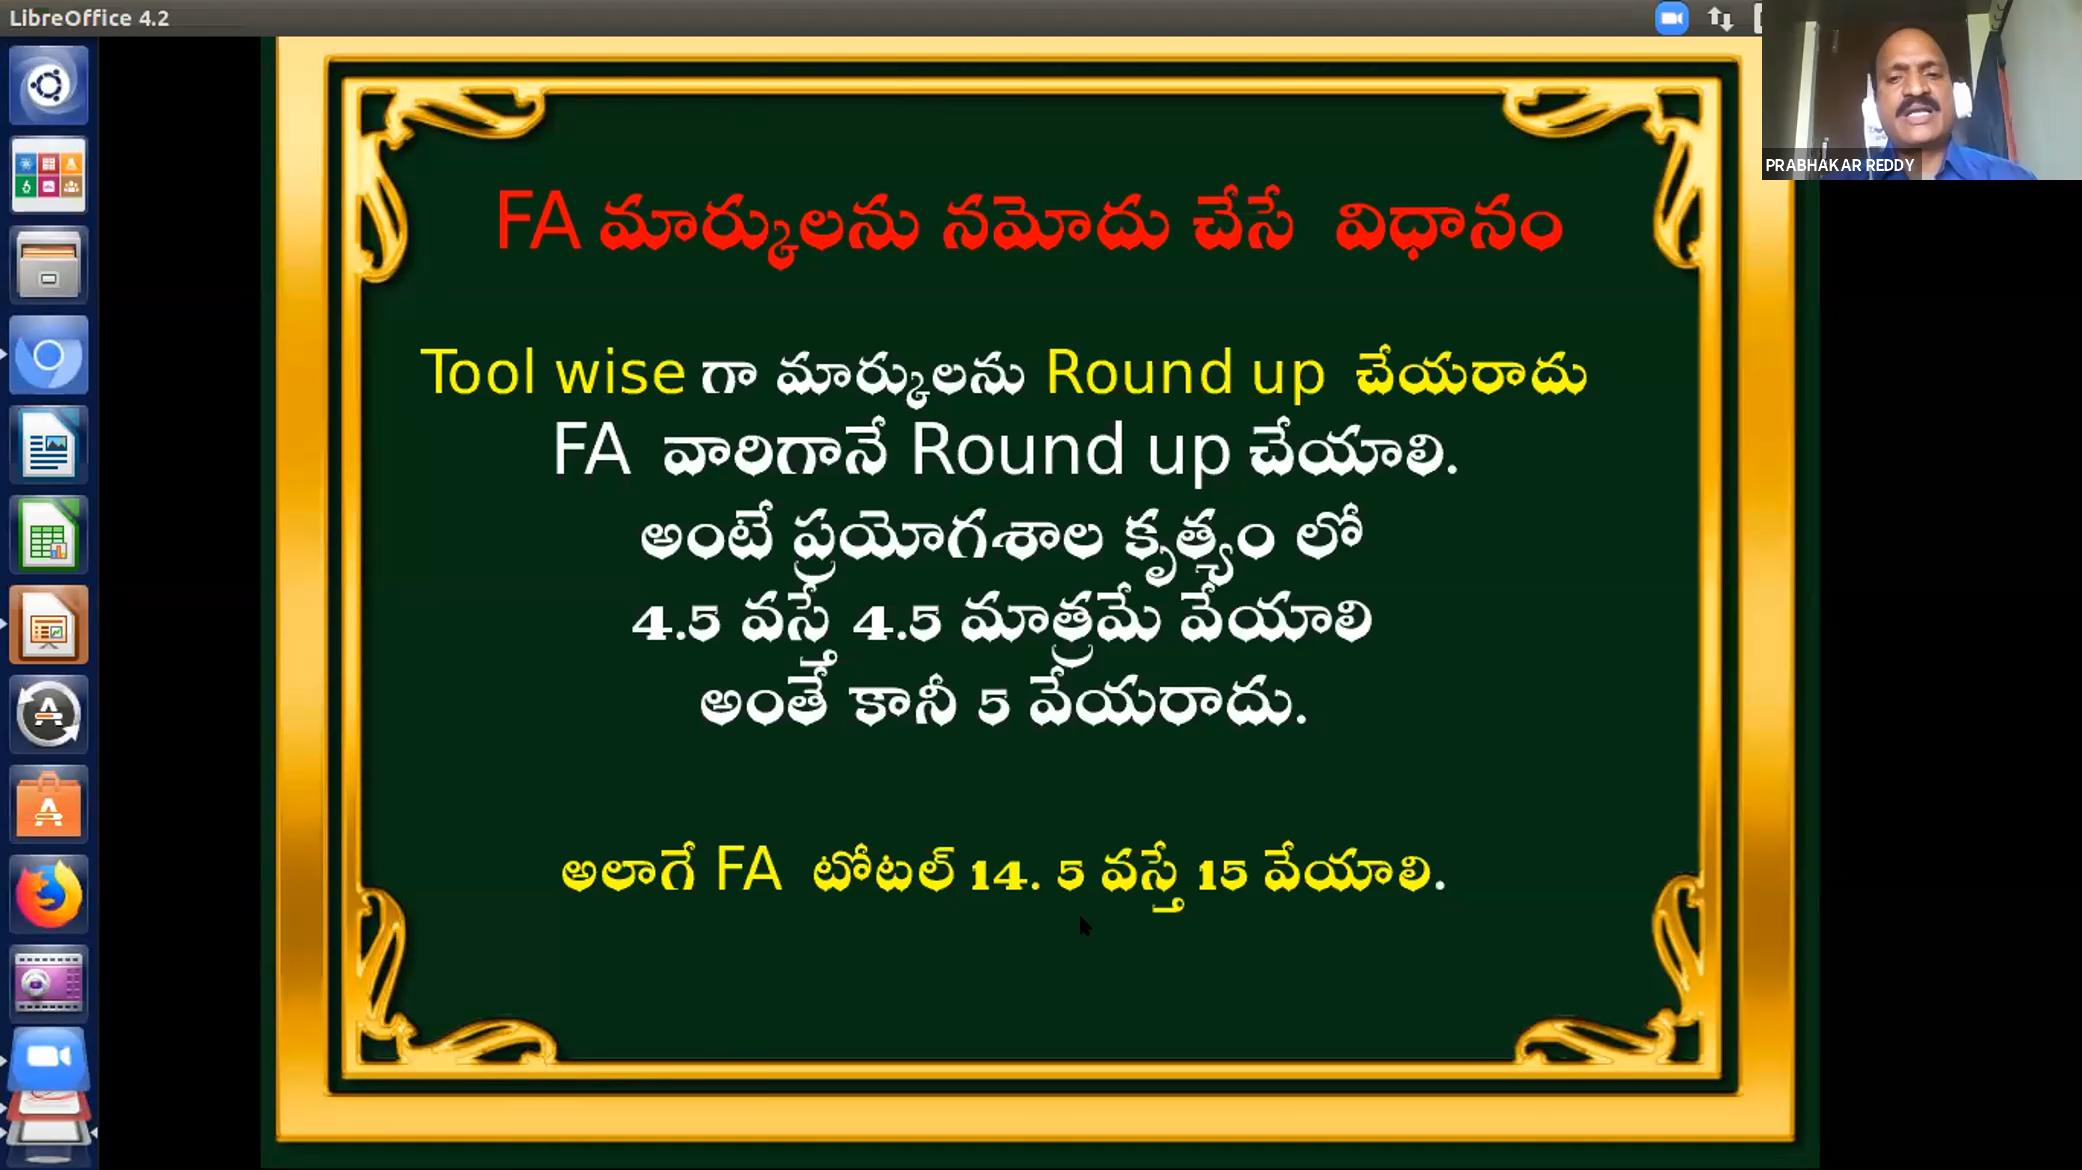 LibreOffice 4.2
PRABHAKAR REDDY
FA మార్కులను నమోదు చేసే విధానం
Tool wise గా మార్కులను Round up చేయరాదు
FA వారిగానే Round up చేయాలి.
అంటే ప్రయోగశాల కృత్యం లో
4.5 వస్తే 4.5 మాత్రమే వేయాలి
అంతే కానీ 5 వేయరాదు.
అలాగే FA టోటల్ 14. 5 వస్తే 15 వేయాలి.